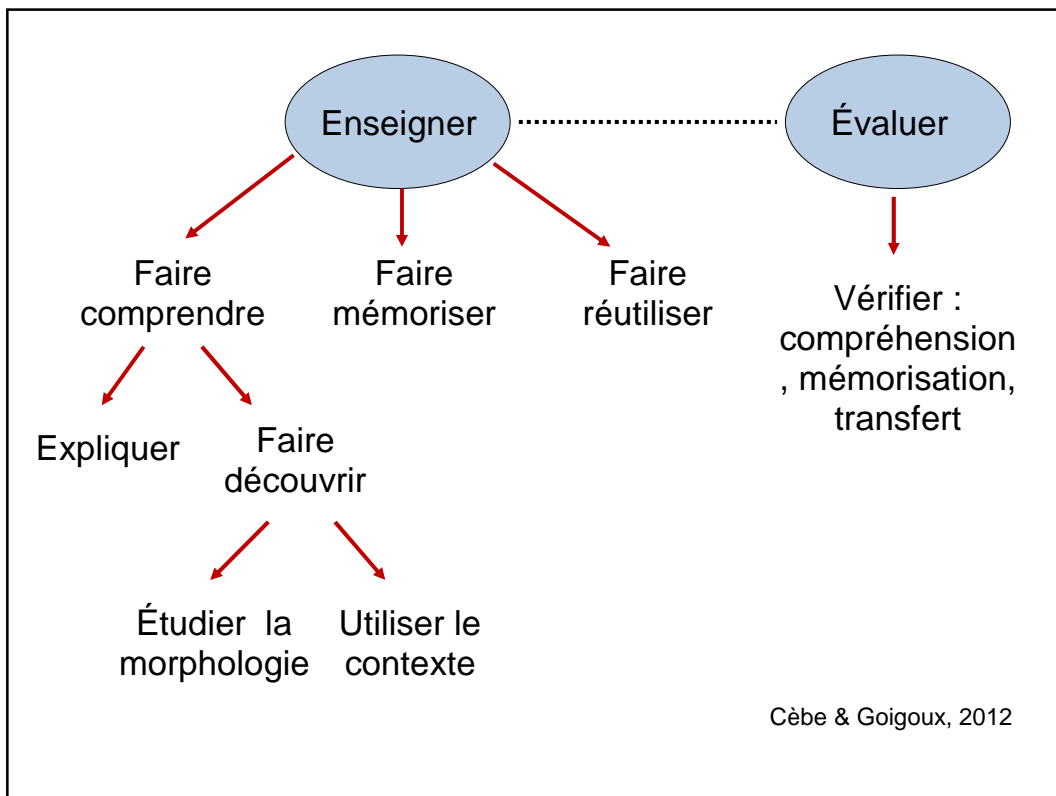 Enseigner
Évaluer
Faire
comprendre
Faire
mémoriser
Faire
réutiliser
Vérifier :
compréhension
, mémorisation,
transfert
Expliquer
Faire
découvrir
Étudier la
morphologie
Utiliser le
contexte
Cèbe & Goigoux, 2012